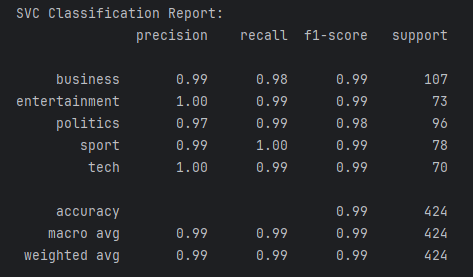 SVC Classification Report:
precision recall f1-score support
business 0.99 0.98 0.99 107
entertainment 1.00 0.99 0.99 73
politics 0.97 0.99 0.98 96
sport 0.99 1.00 0.99 78
tech 1.00 0.99 0.99 70
accuracy 0.99 424
macro avg 0.99 0.99 0.99 424
weighted avg 0.99 0.99 0.99 424